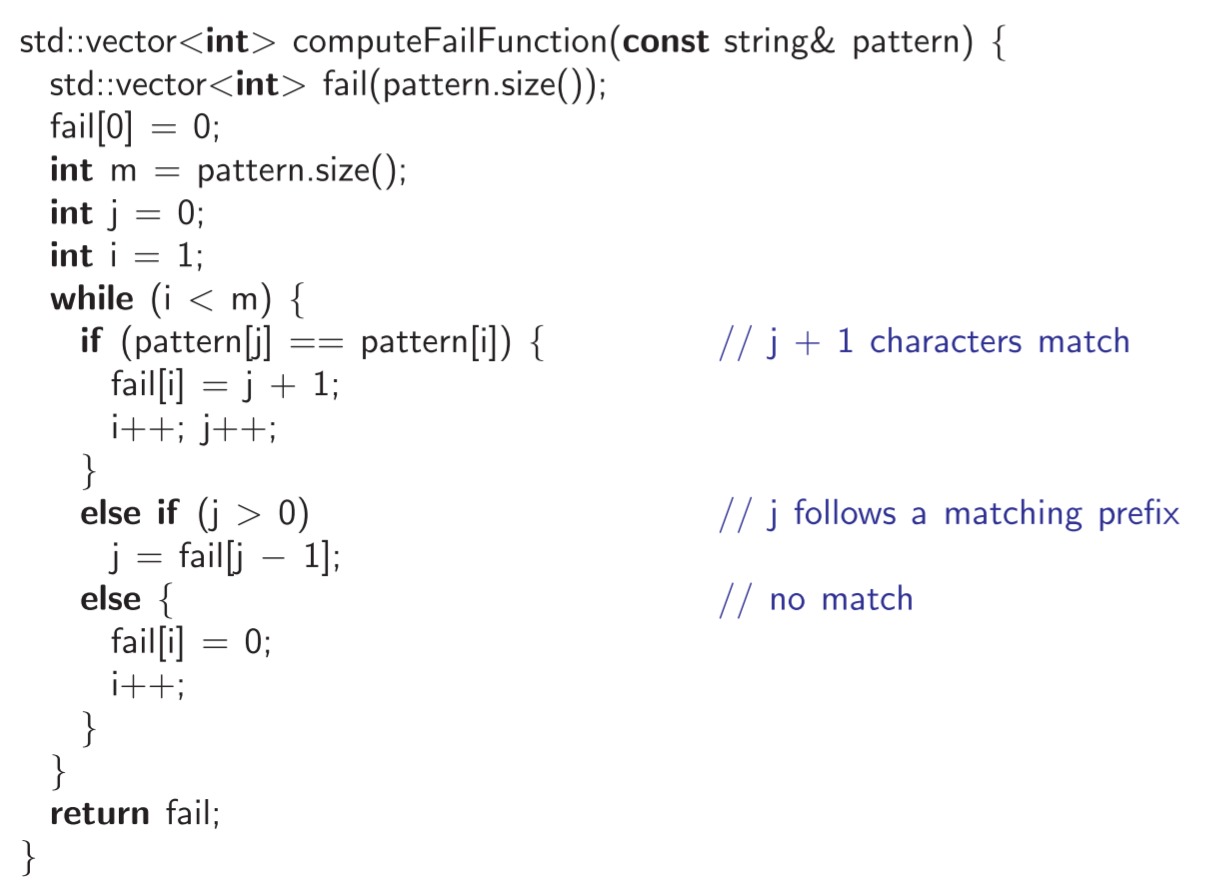 std::vector<int> computeFailFunction(const string& pattern) {
std::vector<int> fail(pattern.size());
fail[0] = 0;
int m = pattern.size();
int j = 0;
int i = 1;
while (i < m) {
if (pattern[j] == pattern[i]) { // j + 1 characters match
fail[i] = j + 1;
i++; j++;
}
else if (j > 0) // j follows a matching prefix
j = fail[j − 1];
else { // no match
fail[i] = 0;
i++;
}
}
return fail;
}